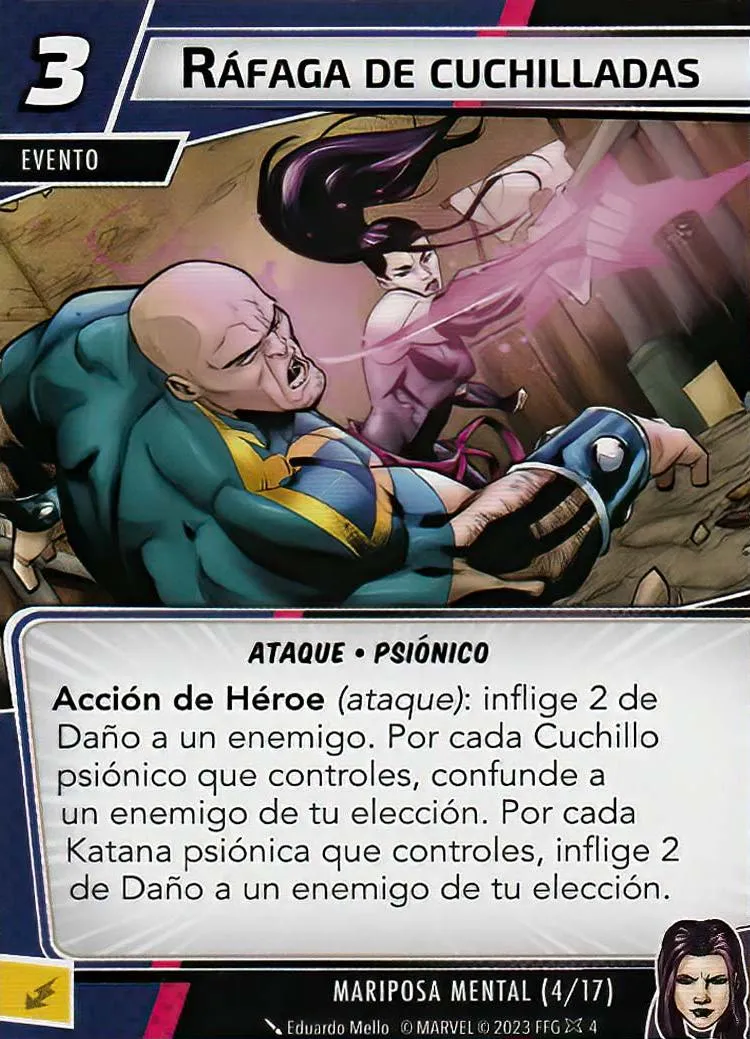 3
RÁFAGA DE CUCHILLADAS
EVENTO
ATAQUE • PSIÓNICO
Acción de Héroe (ataque): inflige 2 de
Daño a un enemigo. Por cada Cuchillo
psiónico que controles, confunde a
un enemigo de tu elección. Por cada
Katana psiónica que controles, inflige 2
de Daño a un enemigo de tu elección.
MARIPOSA MENTAL (4/17)
Eduardo Mello © MARVEL © 2023 FFG 4